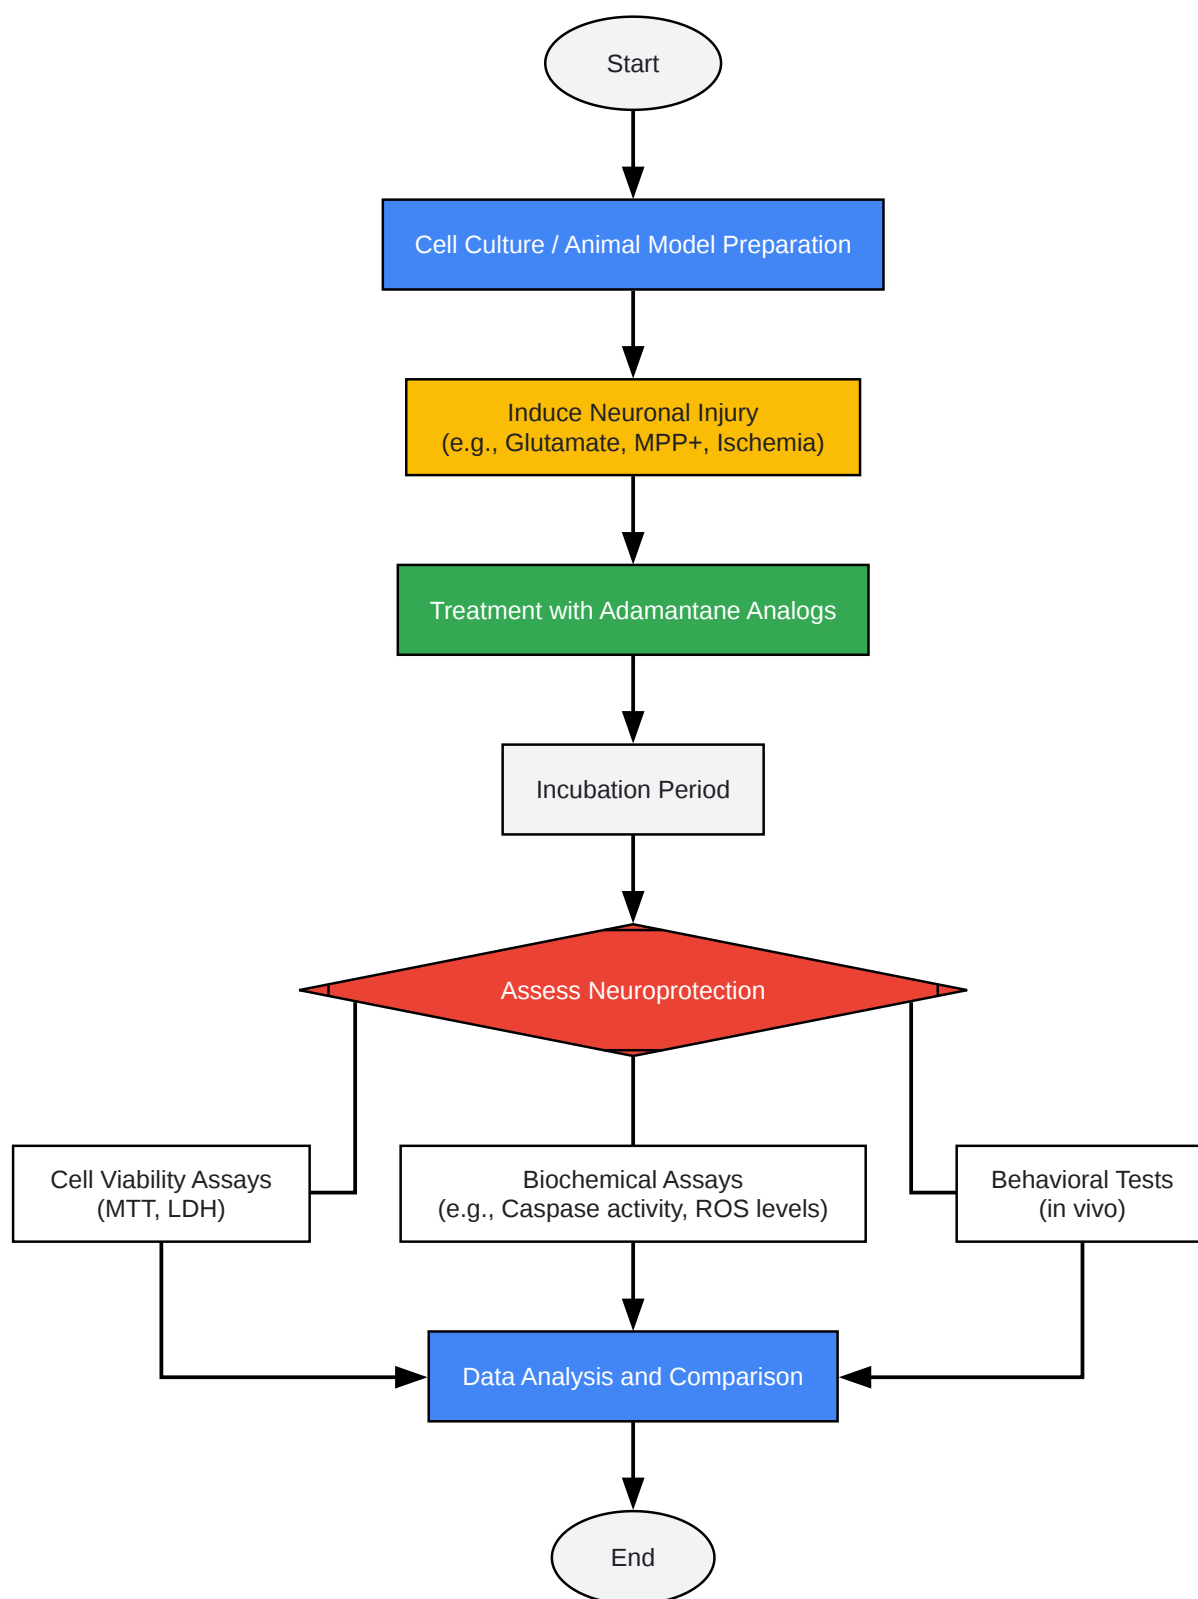 Start
Cell Culture / Animal Model Preparation
Induce Neuronal Injury
(e.g., Glutamate, MPP+, Ischemia)
Treatment with Adamantane Analogs
Incubation Period
Assess Neuroprotection
Cell Viability Assays
(MTT, LDH)
Biochemical Assays
(e.g., Caspase activity, ROS levels)
Behavioral Tests
(in vivo)
Data Analysis and Comparison
End